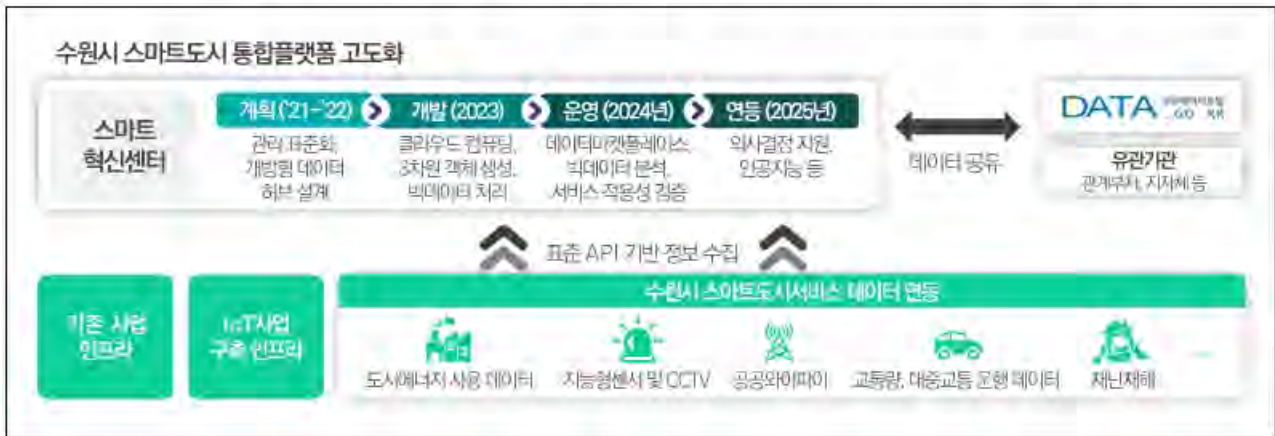 수원시 스마트도시 통합플랫폼 고도화
스마트
혁신센터
계획 ('21~'22)
관리 표준화,
개방형 데이터
허브 설계
개발 (2023)
클라우드 컴퓨팅,
3차원 객체 생성,
빅데이터 처리
운영 (2024년)
데이터마켓플레이스,
빅데이터 분석,
서비스 적용성 검증
연동 (2025년)
의사결정 지원,
인공지능 등
데이터 공유
DATA
GO KR
유관기관
관계부처, 지자체 등
표준 API 기반 정보 수집
기존 사업
인프라
IoT사업
구축 인프라
수원시 스마트도시서비스 데이터 연동
도시에너지 사용 데이터
지능형센서 및 CCTV
공공와이파이
교통량, 대중교통 운행 데이터
재난재해